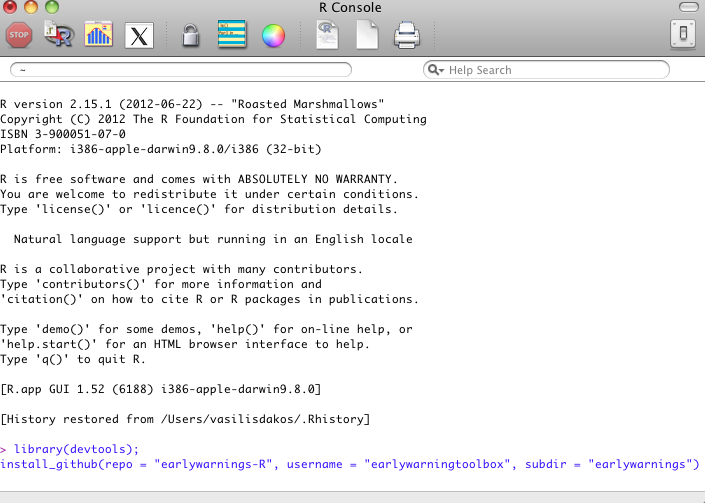 R Console
STOP
R
X
~
Help Search
R version 2.15.1 (2012-06-22) -- "Roasted Marshmallows"
Copyright (C) 2012 The R Foundation for Statistical Computing
ISBN 3-900051-07-0
Platform: i386-apple-darwin9.8.0/i386 (32-bit)
R is free software and comes with ABSOLUTELY NO WARRANTY.
You are welcome to redistribute it under certain conditions.
Type 'license()' or 'licence()' for distribution details.
Natural language support but running in an English locale
R is a collaborative project with many contributors.
Type 'contributors()' for more information and
'citation()' on how to cite R or R packages in publications.
Type 'demo()' for some demos, 'help()' for on-line help, or
'help.start()' for an HTML browser interface to help.
Type 'q()' to quit R.
[R.app GUI 1.52 (6188) i386-apple-darwin9.8.0]
[History restored from /Users/vasilisdakos/.Rhistory]
> library(devtools);
install_github(repo = "earlywarnings-R", username = "earlywarningtoolbox", subdir = "earlywarnings")